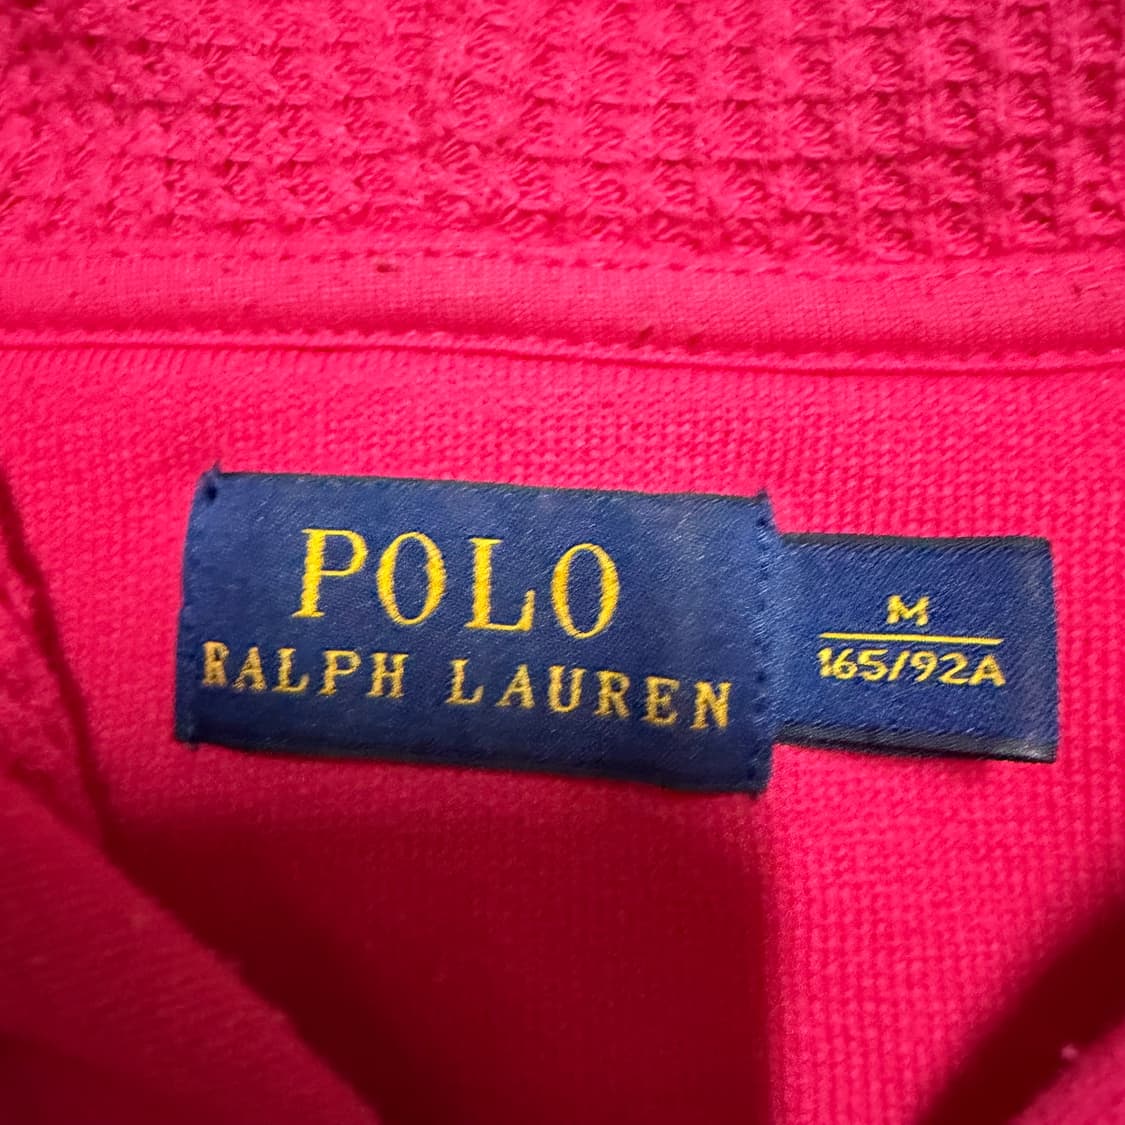 POLO
RALPH LAUREN
M
165/92A